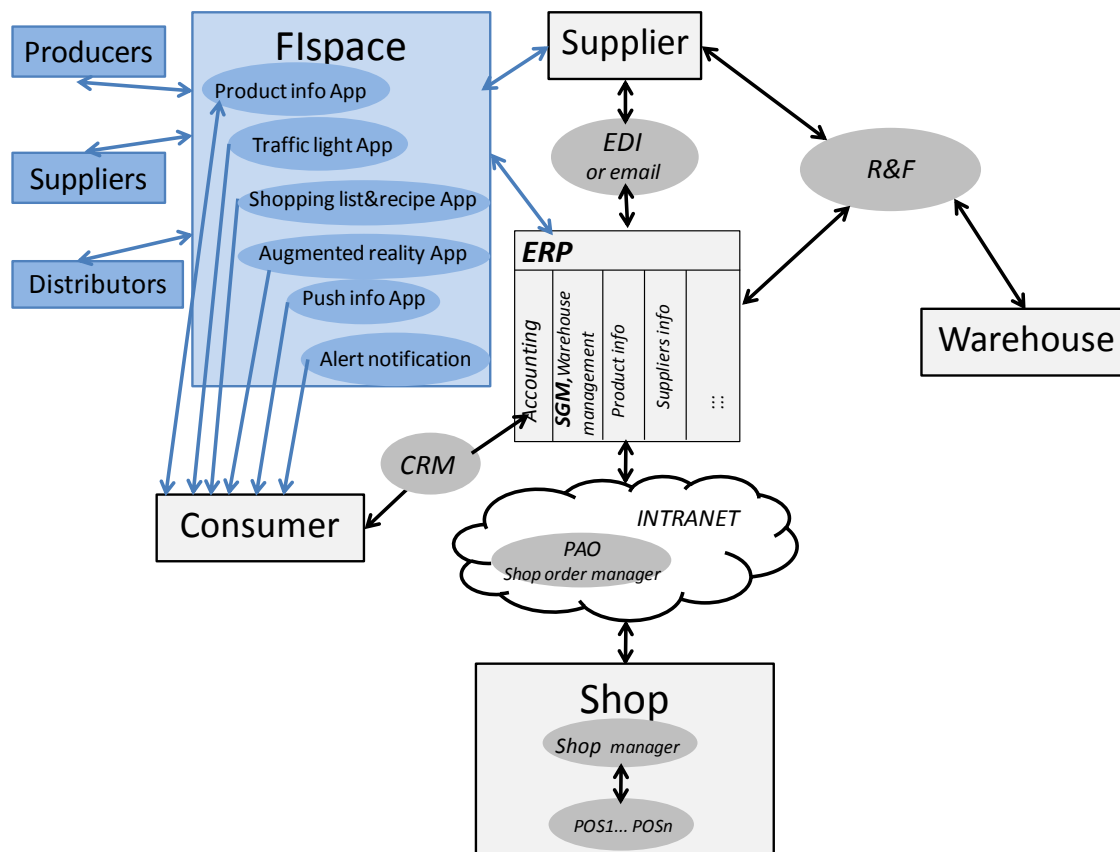 Producers
Suppliers
Distributors
FIspace
Product info App
Traffic light App
Shopping list&recipe App
Augmented reality App
Push info App
Alert notification
Supplier
EDI
or email
R&F
Warehouse
ERP
Accounting
SGM,Warehouse
management
Product info
Suppliers info
...
CRM
Consumer
INTRANET
PAO
Shop order manager
Shop
Shop manager
POS1... POSn